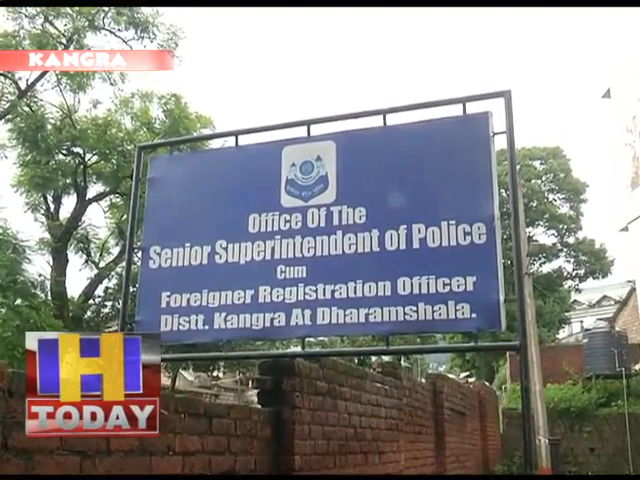 KANGRA
Office Of The
Senior Superintendent of Police
Cum
Foreigner Registration Officer
Distt. Kangra At Dharamshala.
H
TODAY